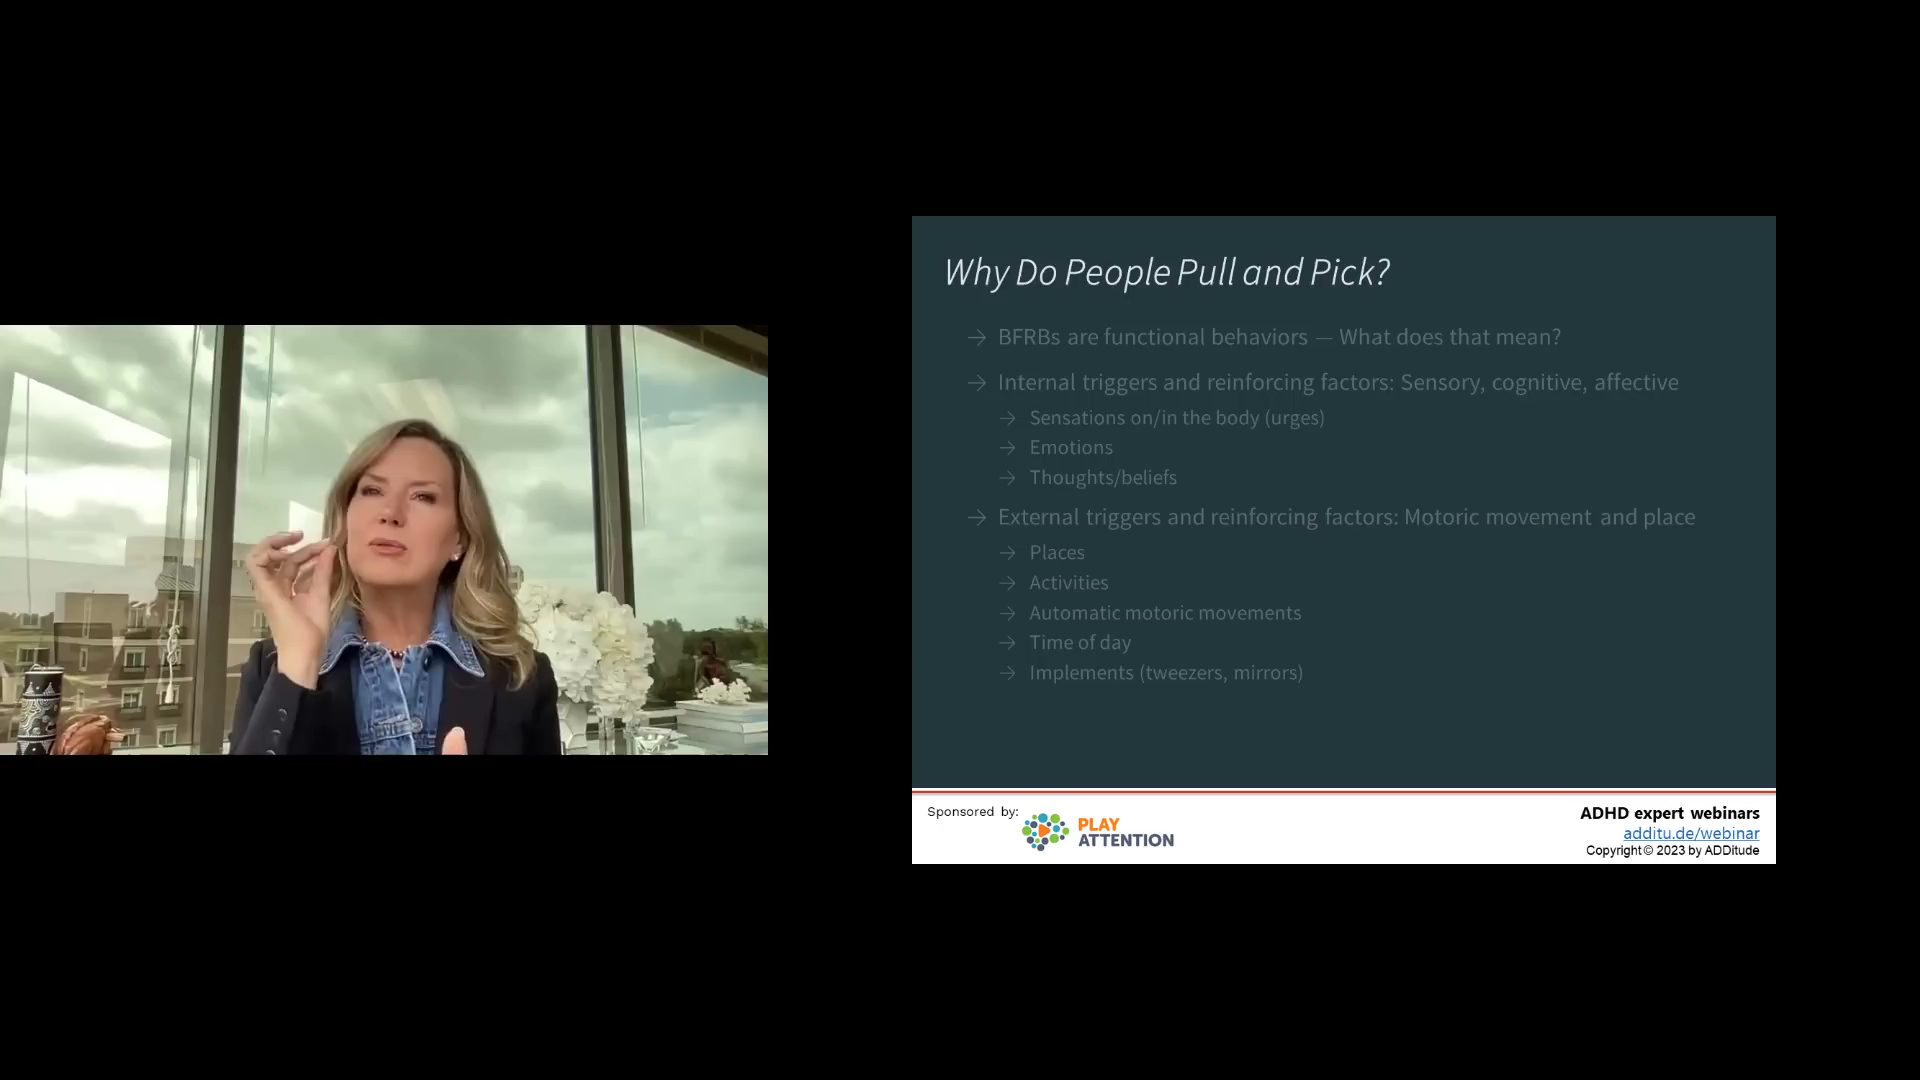 Why Do People Pull and Pick?
→ BFRBs are functional behaviors — What does that mean?
→ Internal triggers and reinforcing factors: Sensory, cognitive, affective
→ Sensations on/in the body (urges)
→ Emotions
→ Thoughts/beliefs
→ External triggers and reinforcing factors: Motoric movement and place
→ Places
→ Activities
→ Automatic motoric movements
→ Time of day
→ Implements (tweezers, mirrors)
Sponsored by:
PLAY
ATTENTION
ADHD expert webinars
additu.de/webinar
Copyright © 2023 by ADDitude